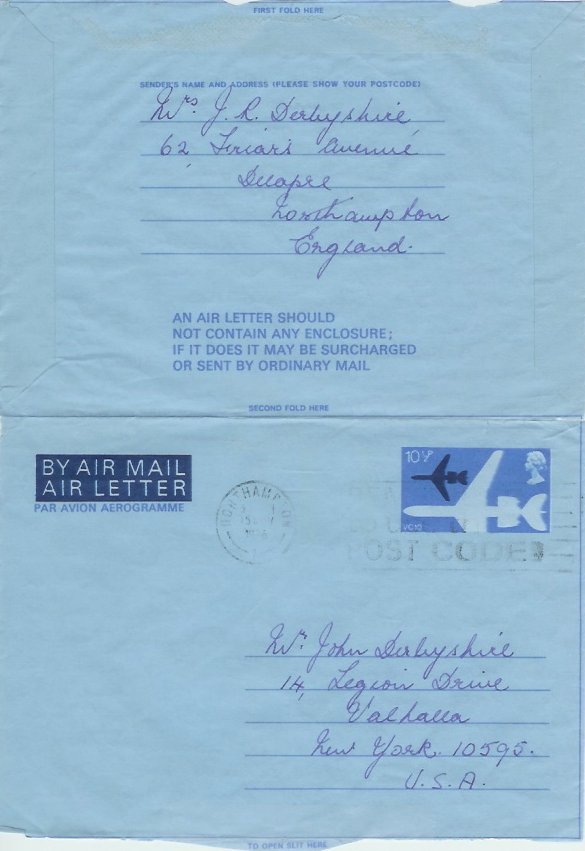 FIRST FOLD HERE
SENDER'S NAME AND ADDRESS (PLEASE SHOW YOUR POSTCODE)
Mrs J. R. Derbyshire
62 Friars Avenue
Delapre
Northampton
England.
AN AIR LETTER SHOULD
NOT CONTAIN ANY ENCLOSURE;
IF IT DOES IT MAY BE SURCHARGED
OR SENT BY ORDINARY MAIL
SECOND FOLD HERE
BY AIR MAIL
AIR LETTER
PAR AVION AEROGRAMME
NORTHAMPTON
10½p
VC10
POST CODE
Mr. John Derbyshire
14, Legion Drive
Valhalla
New York. 10595.
U.S.A.
TO OPEN SLIT HERE